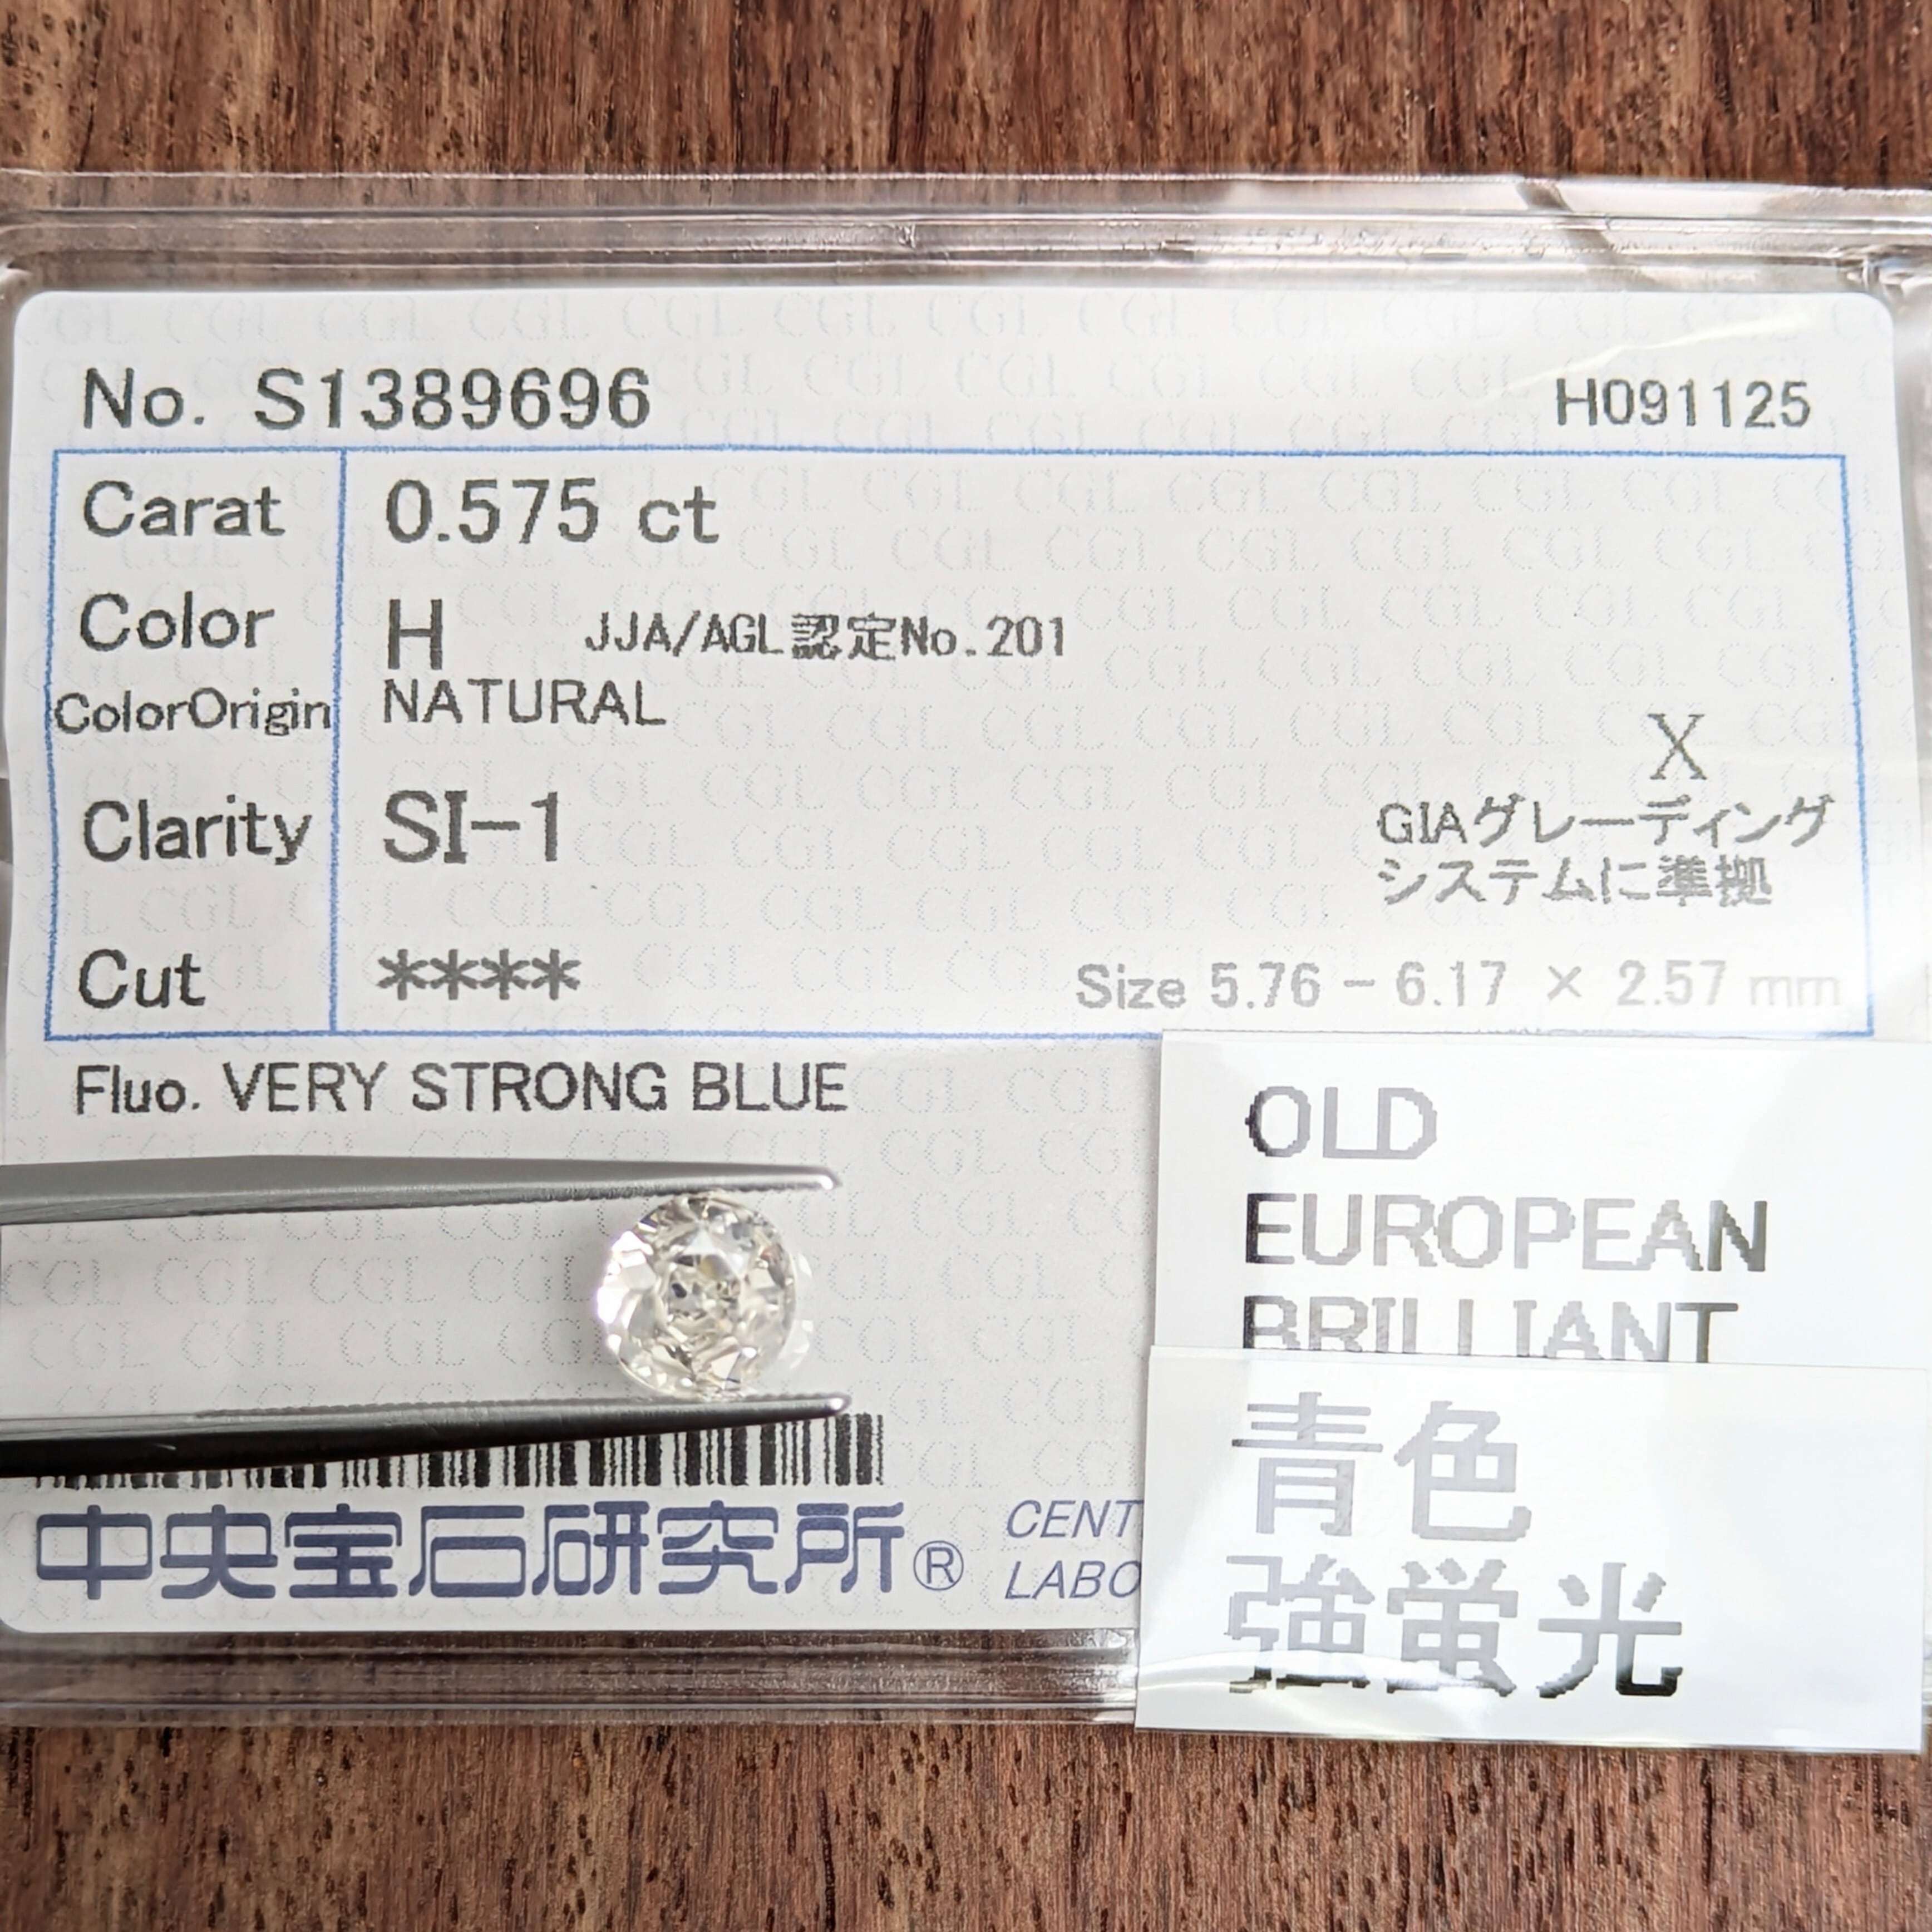 No. S1389696 H091125
Carat 0.575 ct
Color H JJA/AGL認定No.201
ColorOrigin NATURAL
X
Clarity SI-1 GIAグレーディング
システムに準拠
Cut **** Size 5.76 - 6.17 × 2.57 mm
Fluo. VERY STRONG BLUE
OLD
EUROPEAN
BRILLIANT
青色
強蛍光
中央宝石研究所® CENT
LABO